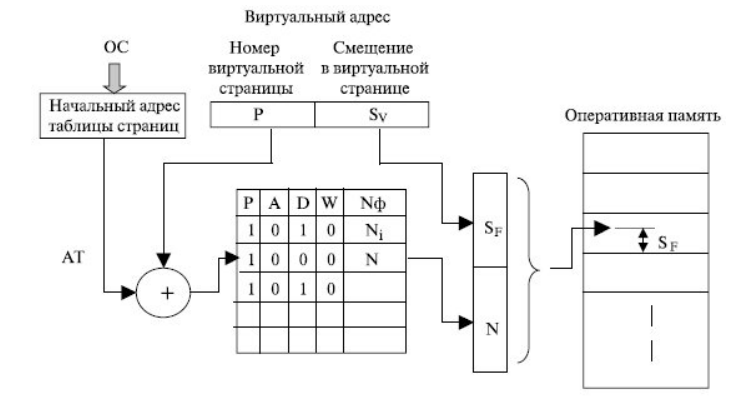 Виртуальный адрес
ОС
Номер
виртуальной
страницы
Смещение
в виртуальной
странице
Начальный адрес
таблицы страниц
P
SV
Оперативная память
P A D W Nф
1 0 1 0 Ni
1 0 0 0 N
1 0 1 0
АТ
+
SF
N
SF